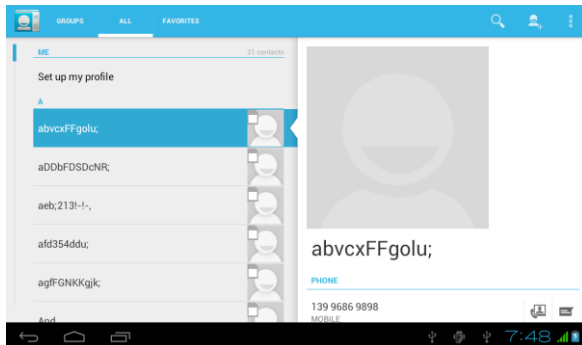 GROUPS ALL FAVORITES
ME 21 contacts
Set up my profile
A
abvcxFFgolu;
aDDbFDSDcNR;
aeb;213!-!-,
afd354ddu;
agfFGNKKgjk;
And
abvcxFFgolu;
PHONE
139 9686 9898
MOBILE
7:48